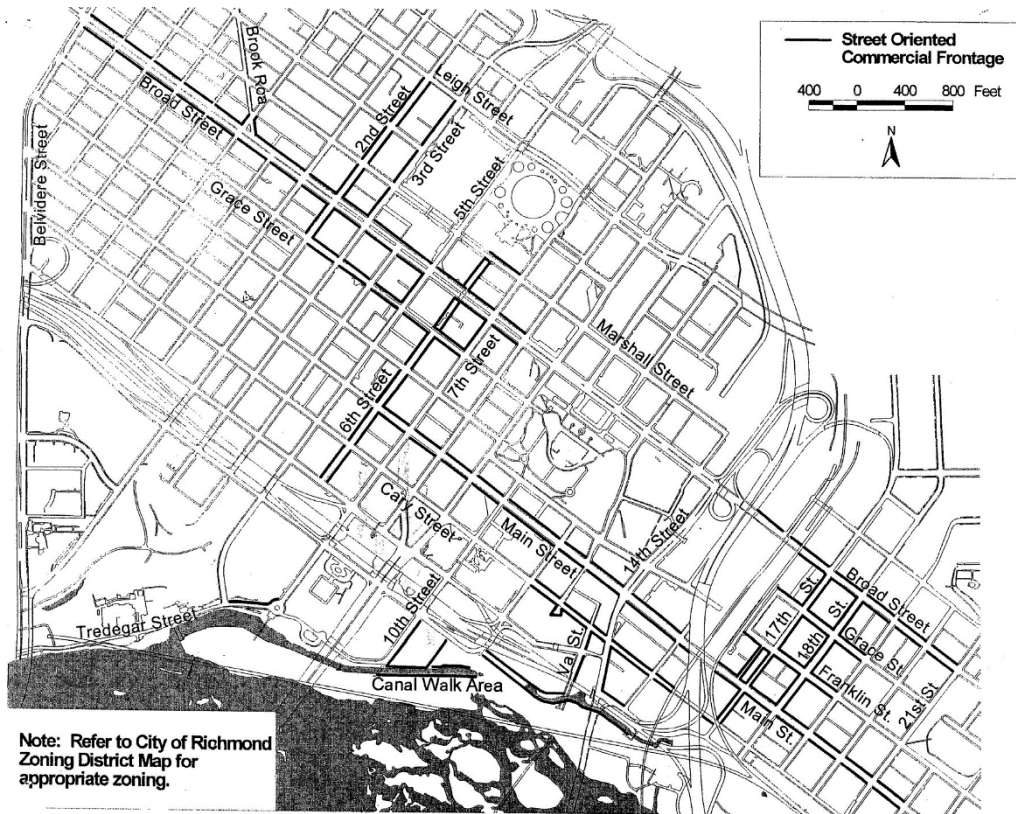 Street Oriented
Commercial Frontage
400 0 400 800 Feet
N
Brook Roa
Broad Street
Leigh Street
2nd Street
3rd Street
5th Street
Belvidere Street
Grace Street
Marshall Street
7th Street
6th Street
Cary Street
Main Street
14th Street
10th Street
Tredegar Street
Va St.
Canal Walk Area
17th St.
18th St.
Broad Street
Grace St.
Franklin St.
21st St
Main St.
Note: Refer to City of Richmond
Zoning District Map for
appropriate zoning.